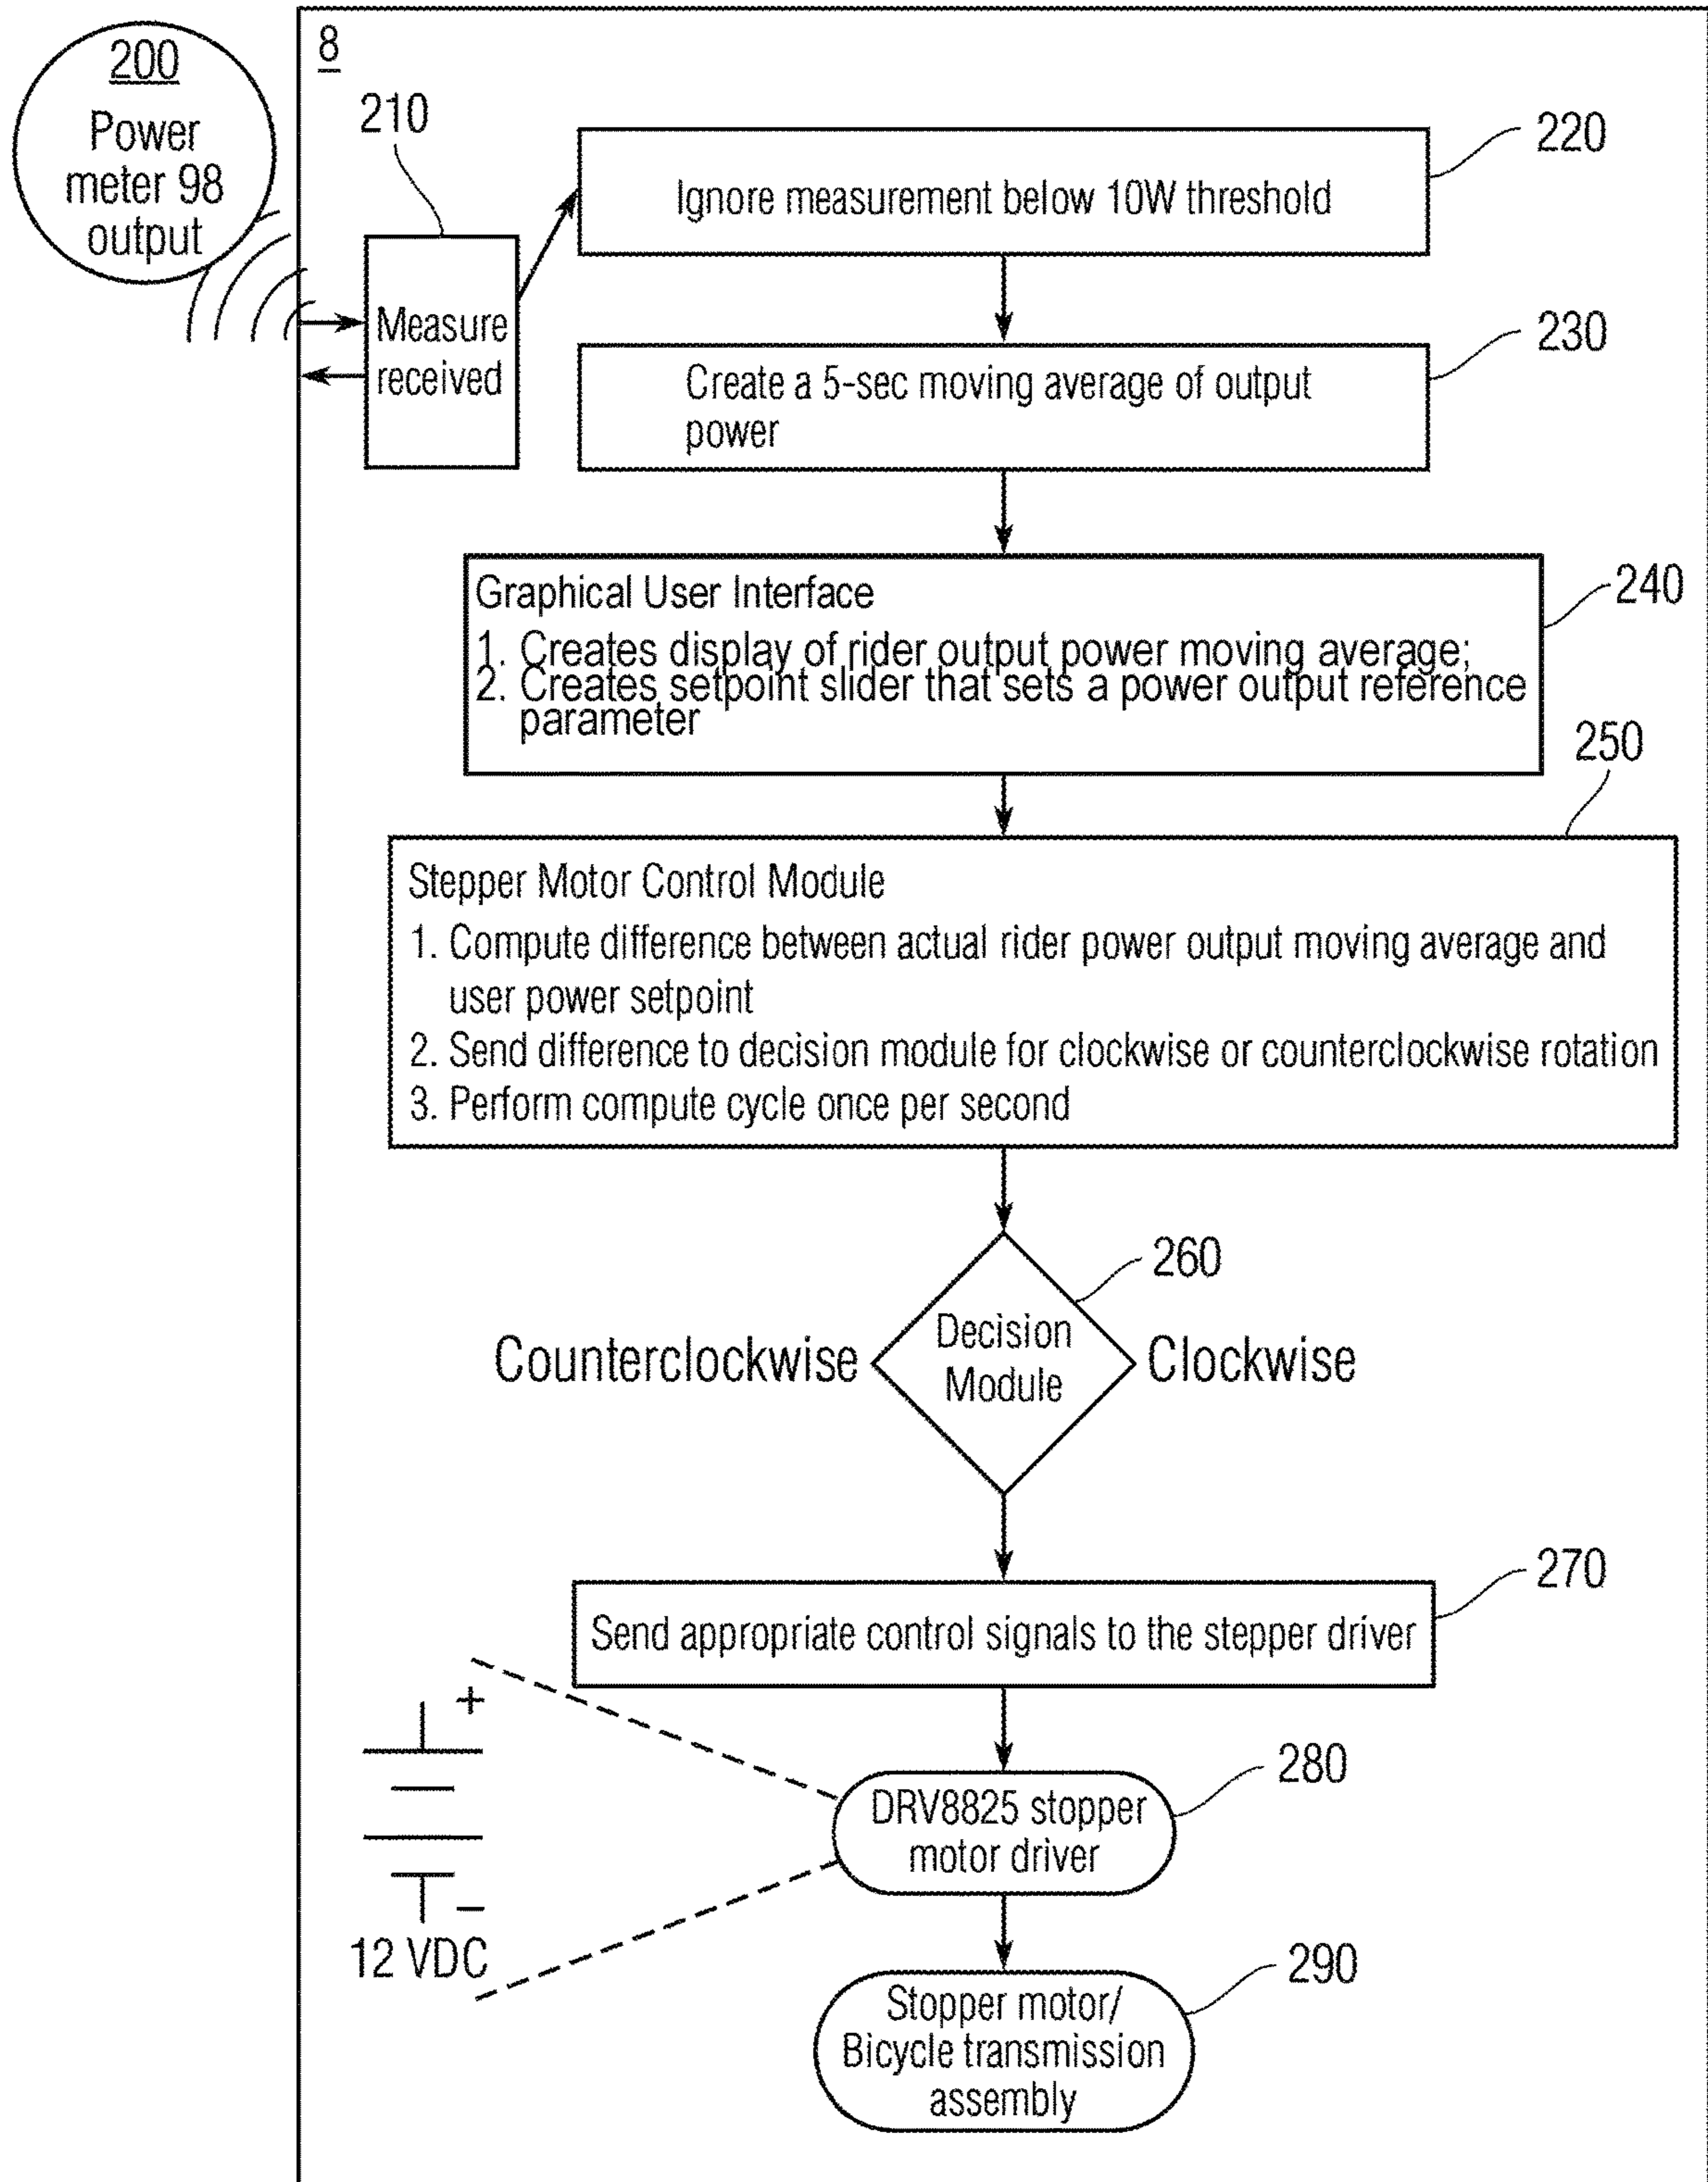 200
Power
meter 98
output
8
210
Measure
received
220
Ignore measurement below 10W threshold
230
Create a 5-sec moving average of output
power
240
Graphical User Interface
1. Creates display of rider output power moving average;
2. Creates setpoint slider that sets a power output reference
parameter
250
Stepper Motor Control Module
1. Compute difference between actual rider power output moving average and
user power setpoint
2. Send difference to decision module for clockwise or counterclockwise rotation
3. Perform compute cycle once per second
260
Counterclockwise
Decision
Module
Clockwise
270
Send appropriate control signals to the stepper driver
+
−
12 VDC
280
DRV8825 stopper
motor driver
290
Stopper motor/
Bicycle transmission
assembly